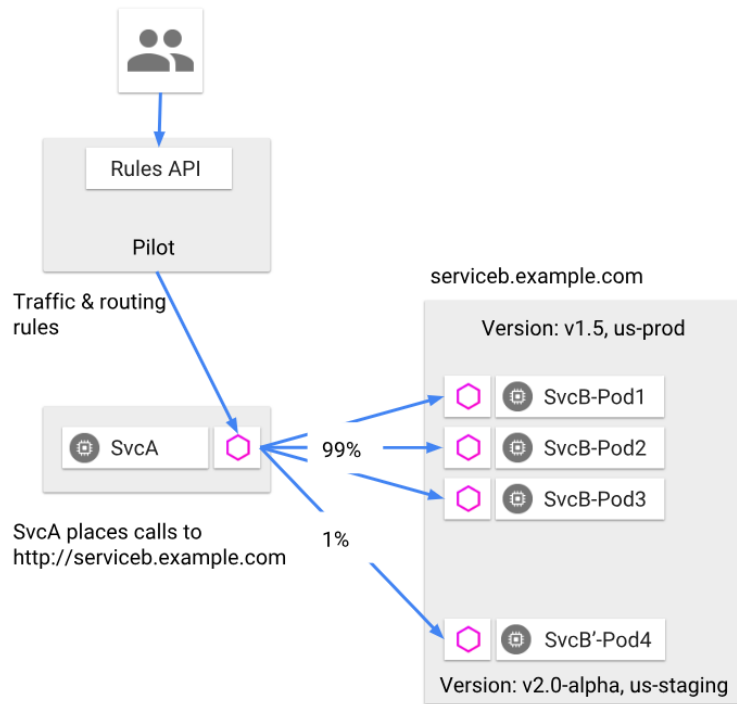 Rules API
Pilot
Traffic & routing
rules
serviceb.example.com
Version: v1.5, us-prod
SvcB-Pod1
SvcA
99%
SvcB-Pod2
SvcB-Pod3
SvcA places calls to
http://serviceb.example.com
1%
SvcB’-Pod4
Version: v2.0-alpha, us-staging